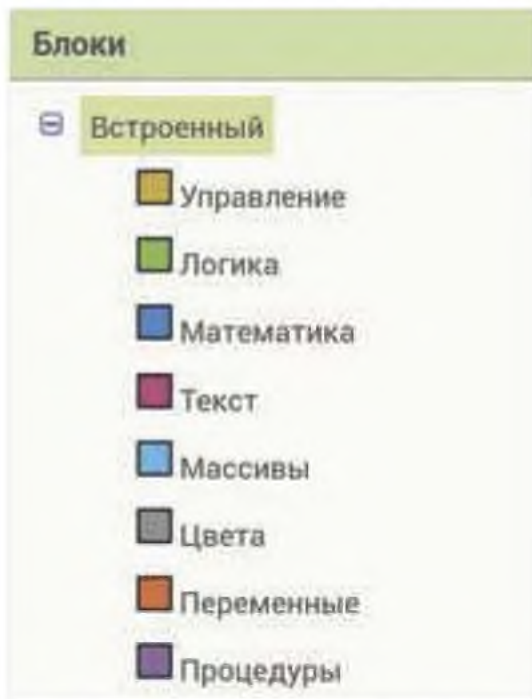 Блоки
Встроенный
Управление
Логика
Математика
Текст
Массивы
Цвета
Переменные
Процедуры